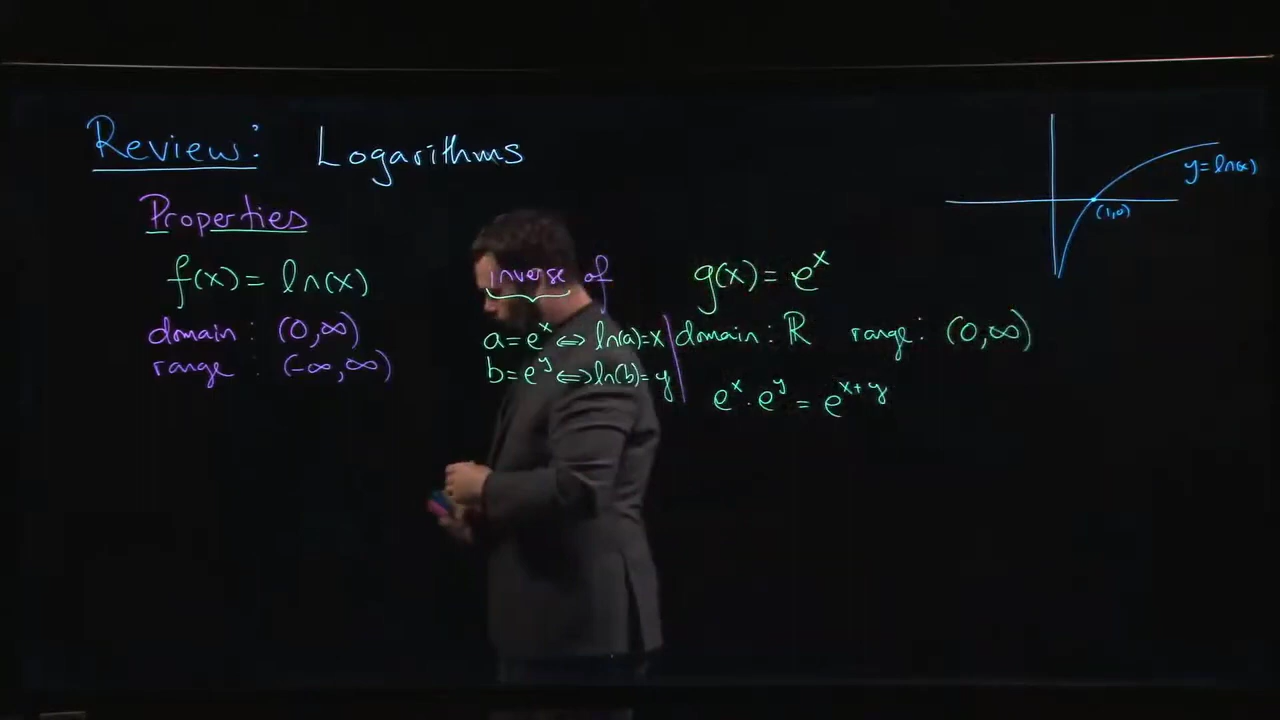 Review: Logarithms
Properties
f(x) = ln(x) inverse of g(x) = e^x
domain : (0,∞)
range : (-∞,∞)
a = e^x ⇔ ln(a) = x
b = e^y ⇔ ln(b) = y
domain : ℝ range : (0,∞)
e^x · e^y = e^{x+y}
y = ln(x)
(1,0)